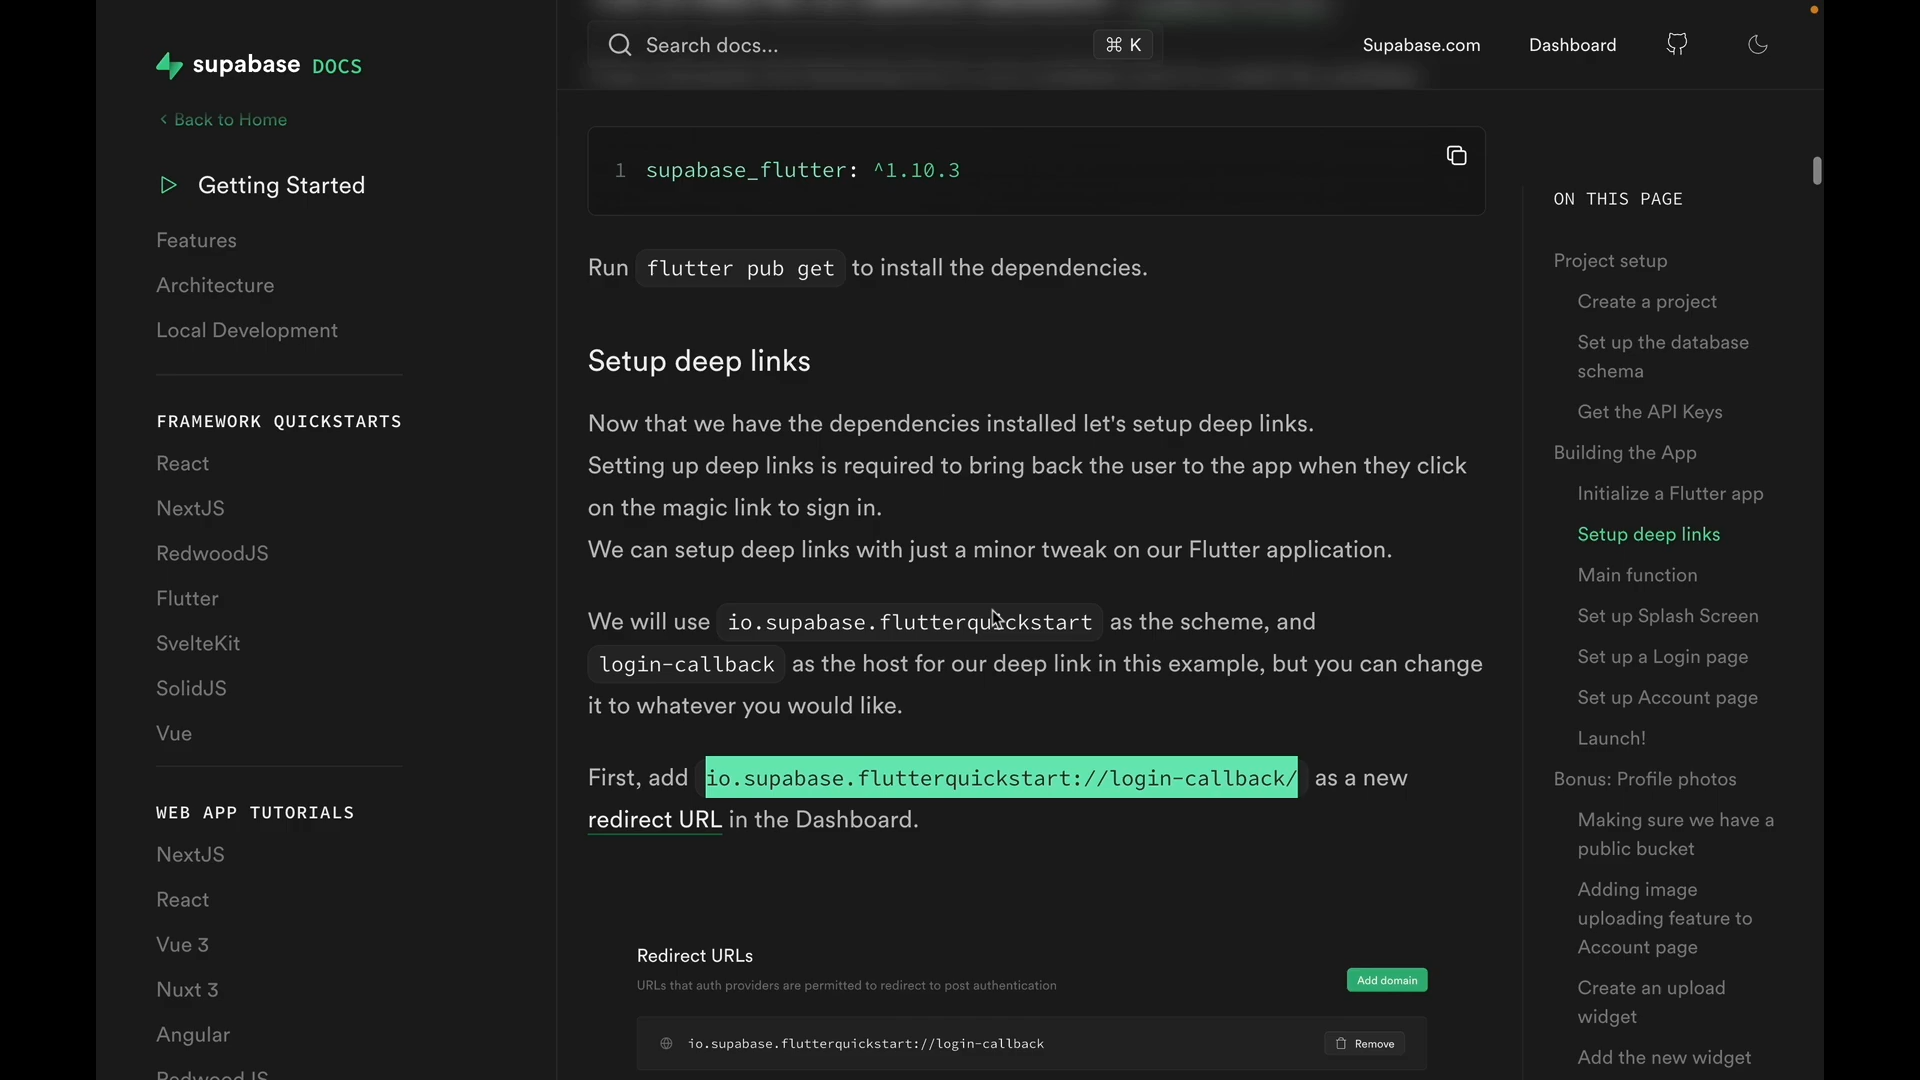 supabase DOCS
Search docs...
⌘ K
Supabase.com
Dashboard
< Back to Home
Getting Started
Features
Architecture
Local Development
FRAMEWORK QUICKSTARTS
React
NextJS
RedwoodJS
Flutter
SvelteKit
SolidJS
Vue
WEB APP TUTORIALS
NextJS
React
Vue 3
Nuxt 3
Angular
RedwoodJS
1 supabase_flutter: ^1.10.3
Run flutter pub get to install the dependencies.
Setup deep links
Now that we have the dependencies installed let's setup deep links.
Setting up deep links is required to bring back the user to the app when they click
on the magic link to sign in.
We can setup deep links with just a minor tweak on our Flutter application.
We will use io.supabase.flutterquickstart as the scheme, and
login-callback as the host for our deep link in this example, but you can change
it to whatever you would like.
First, add io.supabase.flutterquickstart://login-callback/ as a new
redirect URL in the Dashboard.
Redirect URLs
URLs that auth providers are permitted to redirect to post authentication
Add domain
io.supabase.flutterquickstart://login-callback
Remove
ON THIS PAGE
Project setup
Create a project
Set up the database
schema
Get the API Keys
Building the App
Initialize a Flutter app
Setup deep links
Main function
Set up Splash Screen
Set up a Login page
Set up Account page
Launch!
Bonus: Profile photos
Making sure we have a
public bucket
Adding image
uploading feature to
Account page
Create an upload
widget
Add the new widget